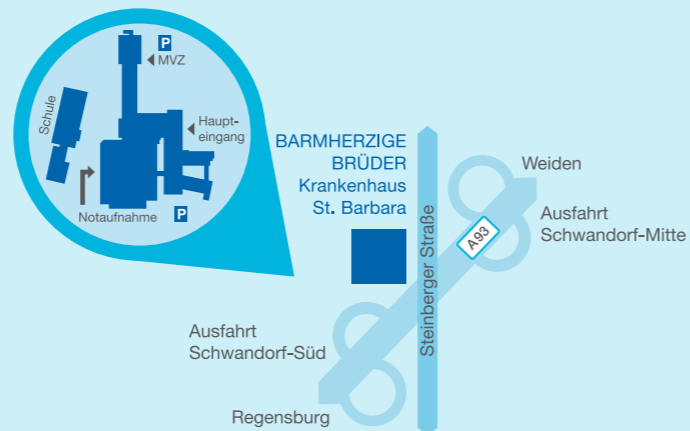 P
MVZ
Schule
Haupt-
eingang
Notaufnahme
P
BARMHERZIGE
BRÜDER
Krankenhaus
St. Barbara
Steinberger Straße
Weiden
Ausfahrt
Schwandorf-Mitte
A93
Ausfahrt
Schwandorf-Süd
Regensburg